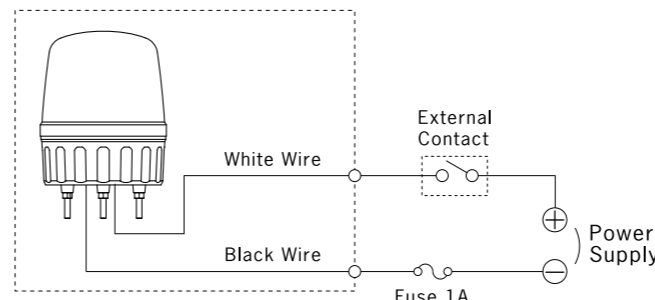 External
Contact
White Wire
Power
Supply
Black Wire
Fuse 1A